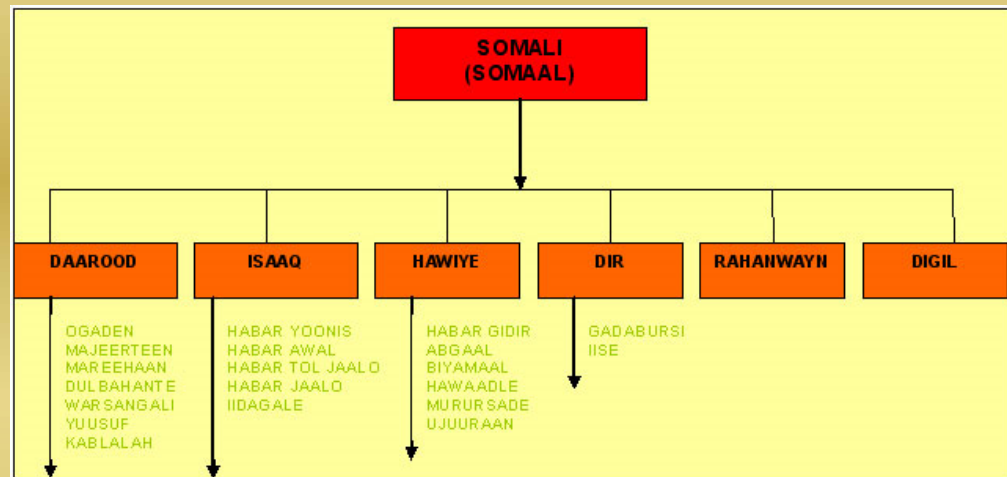 SOMALI
(SOMAAL)
DAAROOD
ISAAQ
HAWIYE
DIR
RAHANWAYN
DIGIL
OGADEN
MAJEERTEEN
MAREEHAAN
DULBAHANTE
WARSANGALI
YUUSUF
KABLALAH
HABAR YOONIS
HABAR AWAL
HABAR TOL JAALO
HABAR JAALO
IIDAGALE
HABAR GIDIR
ABGAAL
BIYAMAAL
HAWAADLE
MURURSADE
UJUURAAN
GADABURSI
IISE